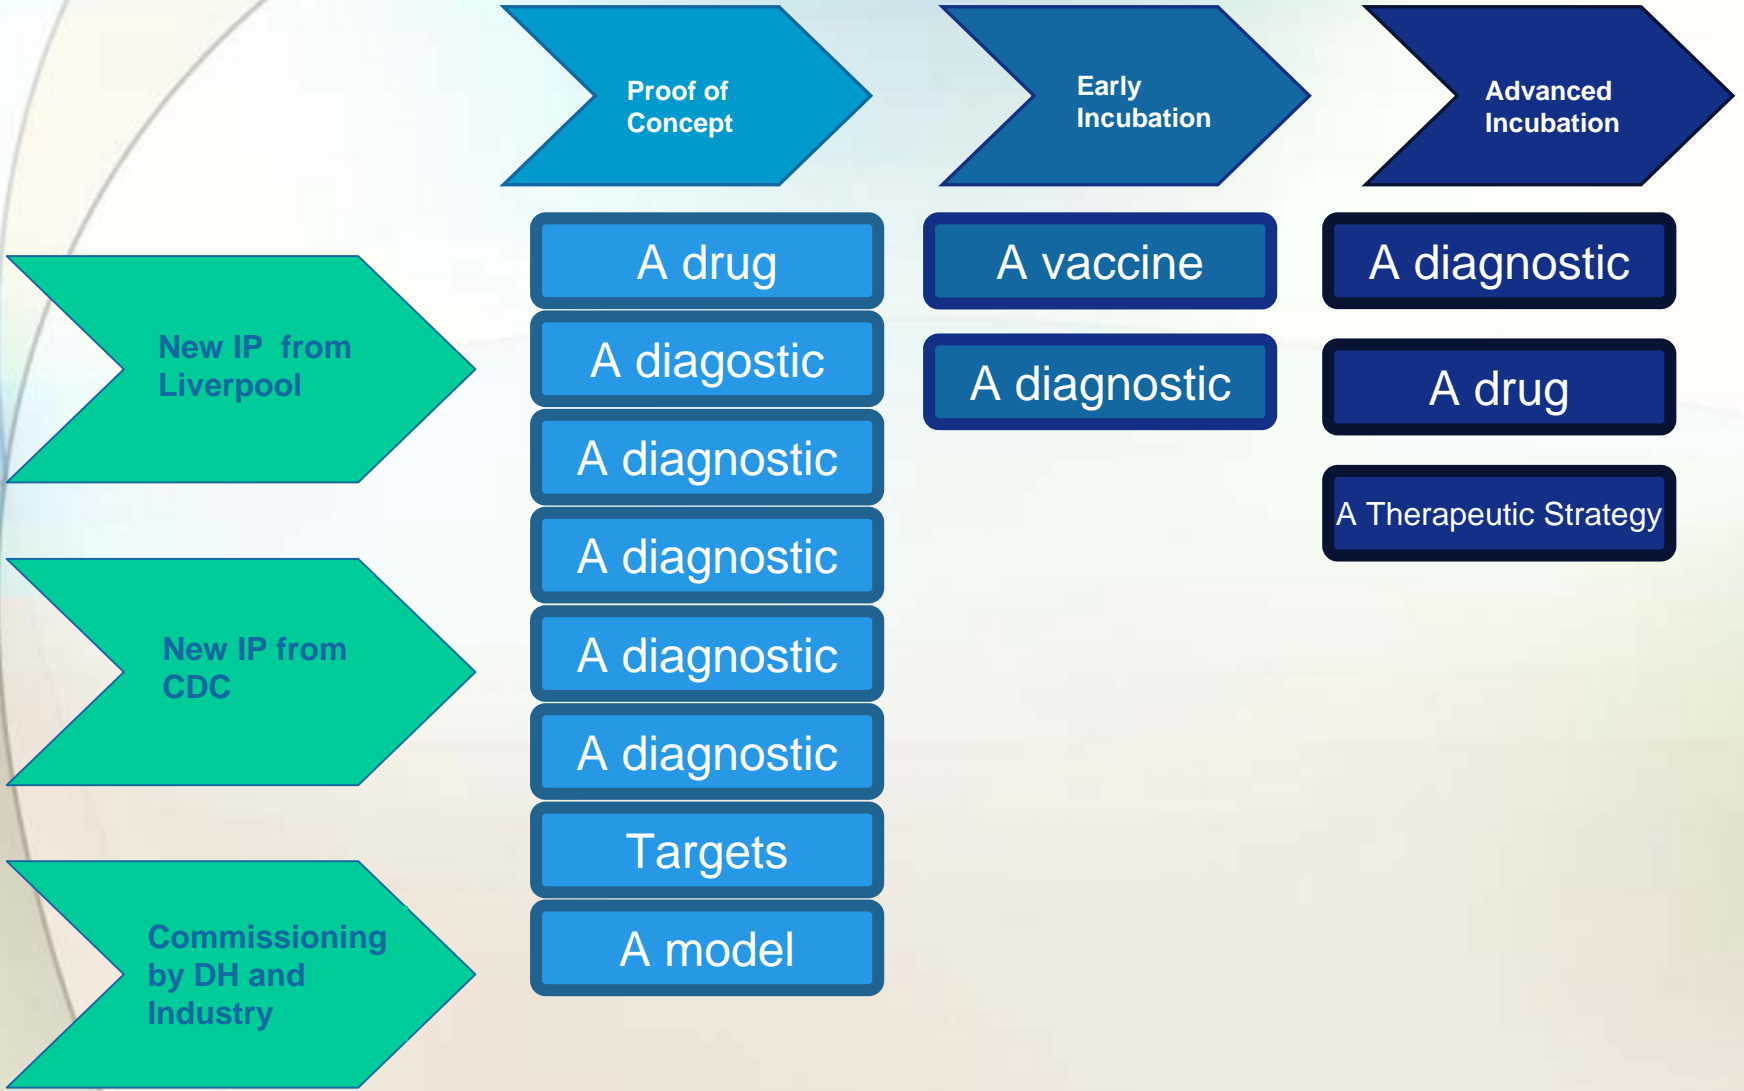 Proof of
Concept
Early
Incubation
Advanced
Incubation
New IP from
Liverpool
New IP from
CDC
Commissioning
by DH and
Industry
A drug
A diagostic
A diagnostic
A diagnostic
A diagnostic
A diagnostic
Targets
A model
A vaccine
A diagnostic
A diagnostic
A drug
A Therapeutic Strategy